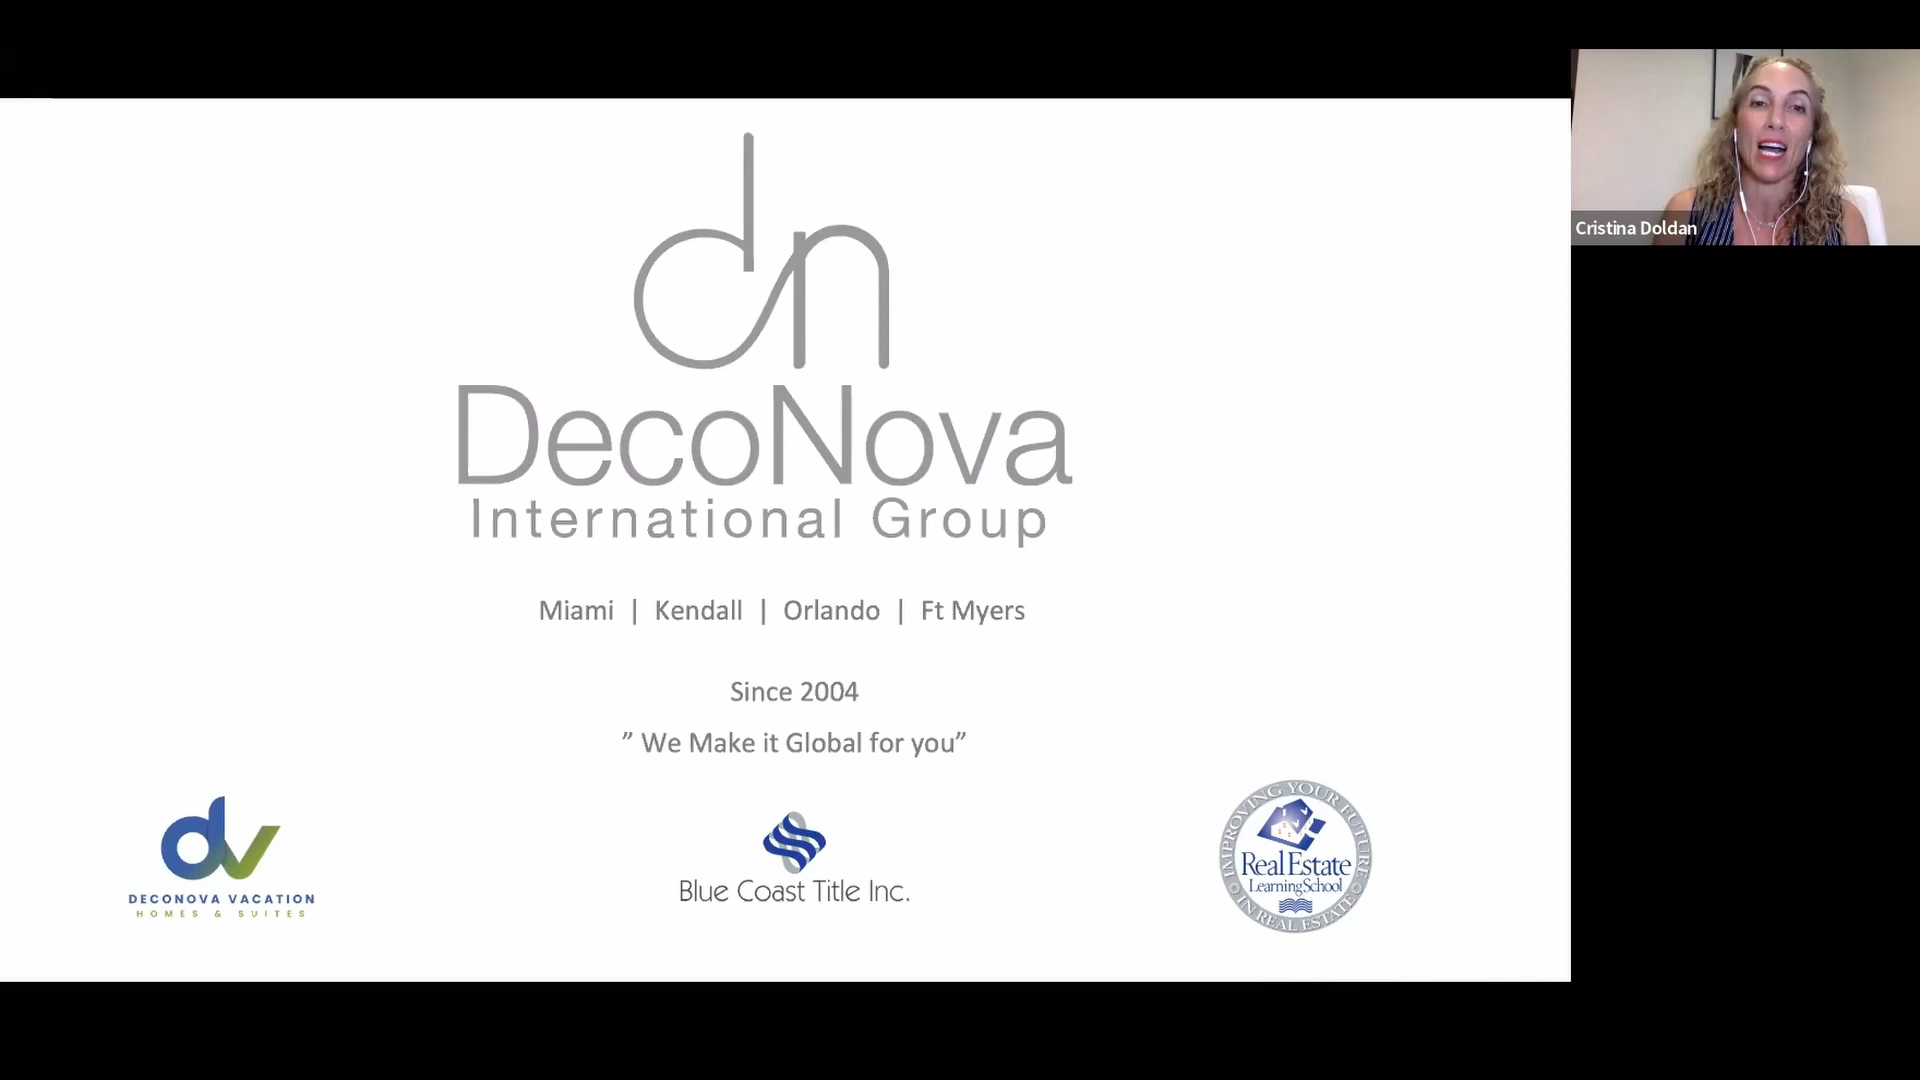 Cristina Doldan
dn
DecoNova
International Group
Miami | Kendall | Orlando | Ft Myers
Since 2004
” We Make it Global for you”
dv
DECONOVA VACATION
HOMES & SUITES
Blue Coast Title Inc.
IMPROVING YOUR FUTURE
Real Estate
Learning School
IN REAL ESTATE